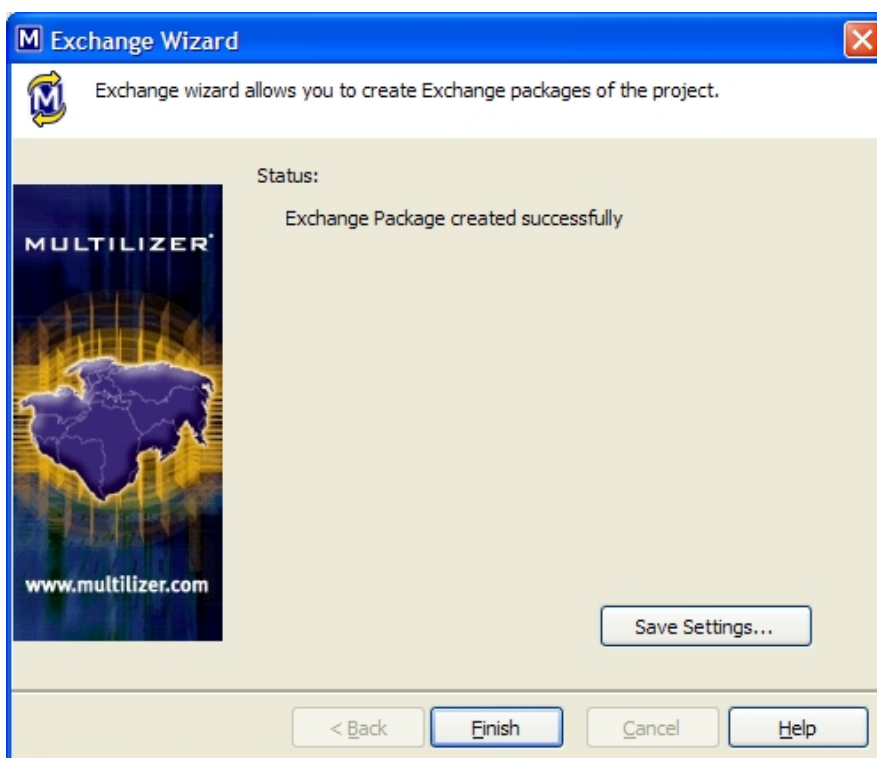 M Exchange Wizard
M
Exchange wizard allows you to create Exchange packages of the project.
Status:
Exchange Package created successfully
MULTILIZER
www.multilizer.com
Save Settings...
< Back
Finish
Cancel
Help